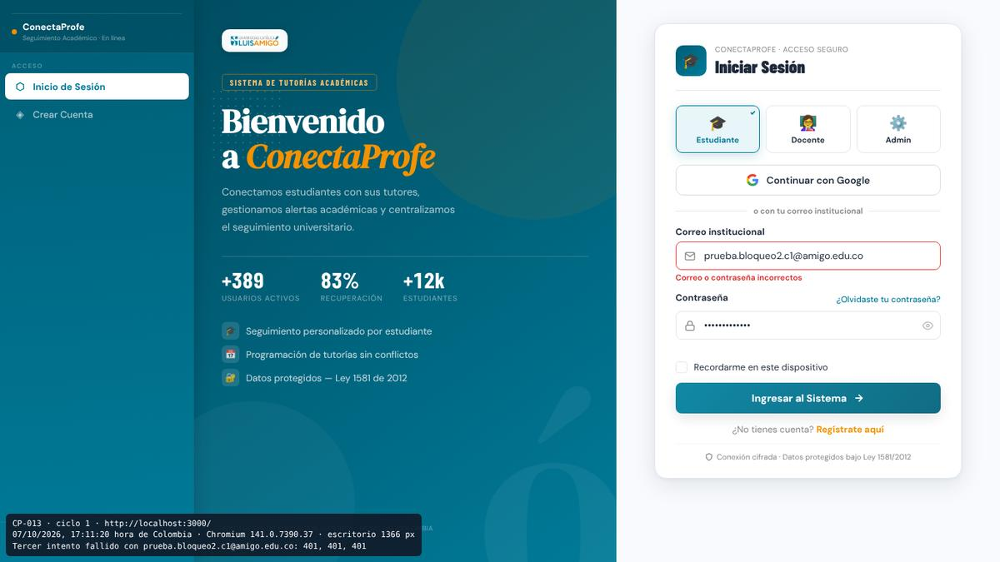 ConectaProfe
Seguimiento Académico · En línea
ACCESO
Inicio de Sesión
Crear Cuenta
LUISAMIGÓ
SISTEMA DE TUTORÍAS ACADÉMICAS
Bienvenido
a ConectaProfe
Conectamos estudiantes con sus tutores,
gestionamos alertas académicas y centralizamos
el seguimiento universitario.
+389
USUARIOS ACTIVOS
83%
RECUPERACIÓN
+12k
ESTUDIANTES
Seguimiento personalizado por estudiante
Programación de tutorías sin conflictos
Datos protegidos — Ley 1581 de 2012
ó
CP-013 · ciclo 1 · http://localhost:3000/
07/10/2026, 17:11:20 hora de Colombia · Chromium 141.0.7390.37 · escritorio 1366 px
Tercer intento fallido con prueba.bloqueo2.c1@amigo.edu.co: 401, 401, 401
CONECTAPROFE · ACCESO SEGURO
Iniciar Sesión
Estudiante
Docente
Admin
Continuar con Google
o con tu correo institucional
Correo institucional
prueba.bloqueo2.c1@amigo.edu.co
Correo o contraseña incorrectos
Contraseña
¿Olvidaste tu contraseña?
•••••••••••••
Recordarme en este dispositivo
Ingresar al Sistema →
¿No tienes cuenta? Regístrate aquí
Conexión cifrada · Datos protegidos bajo Ley 1581/2012